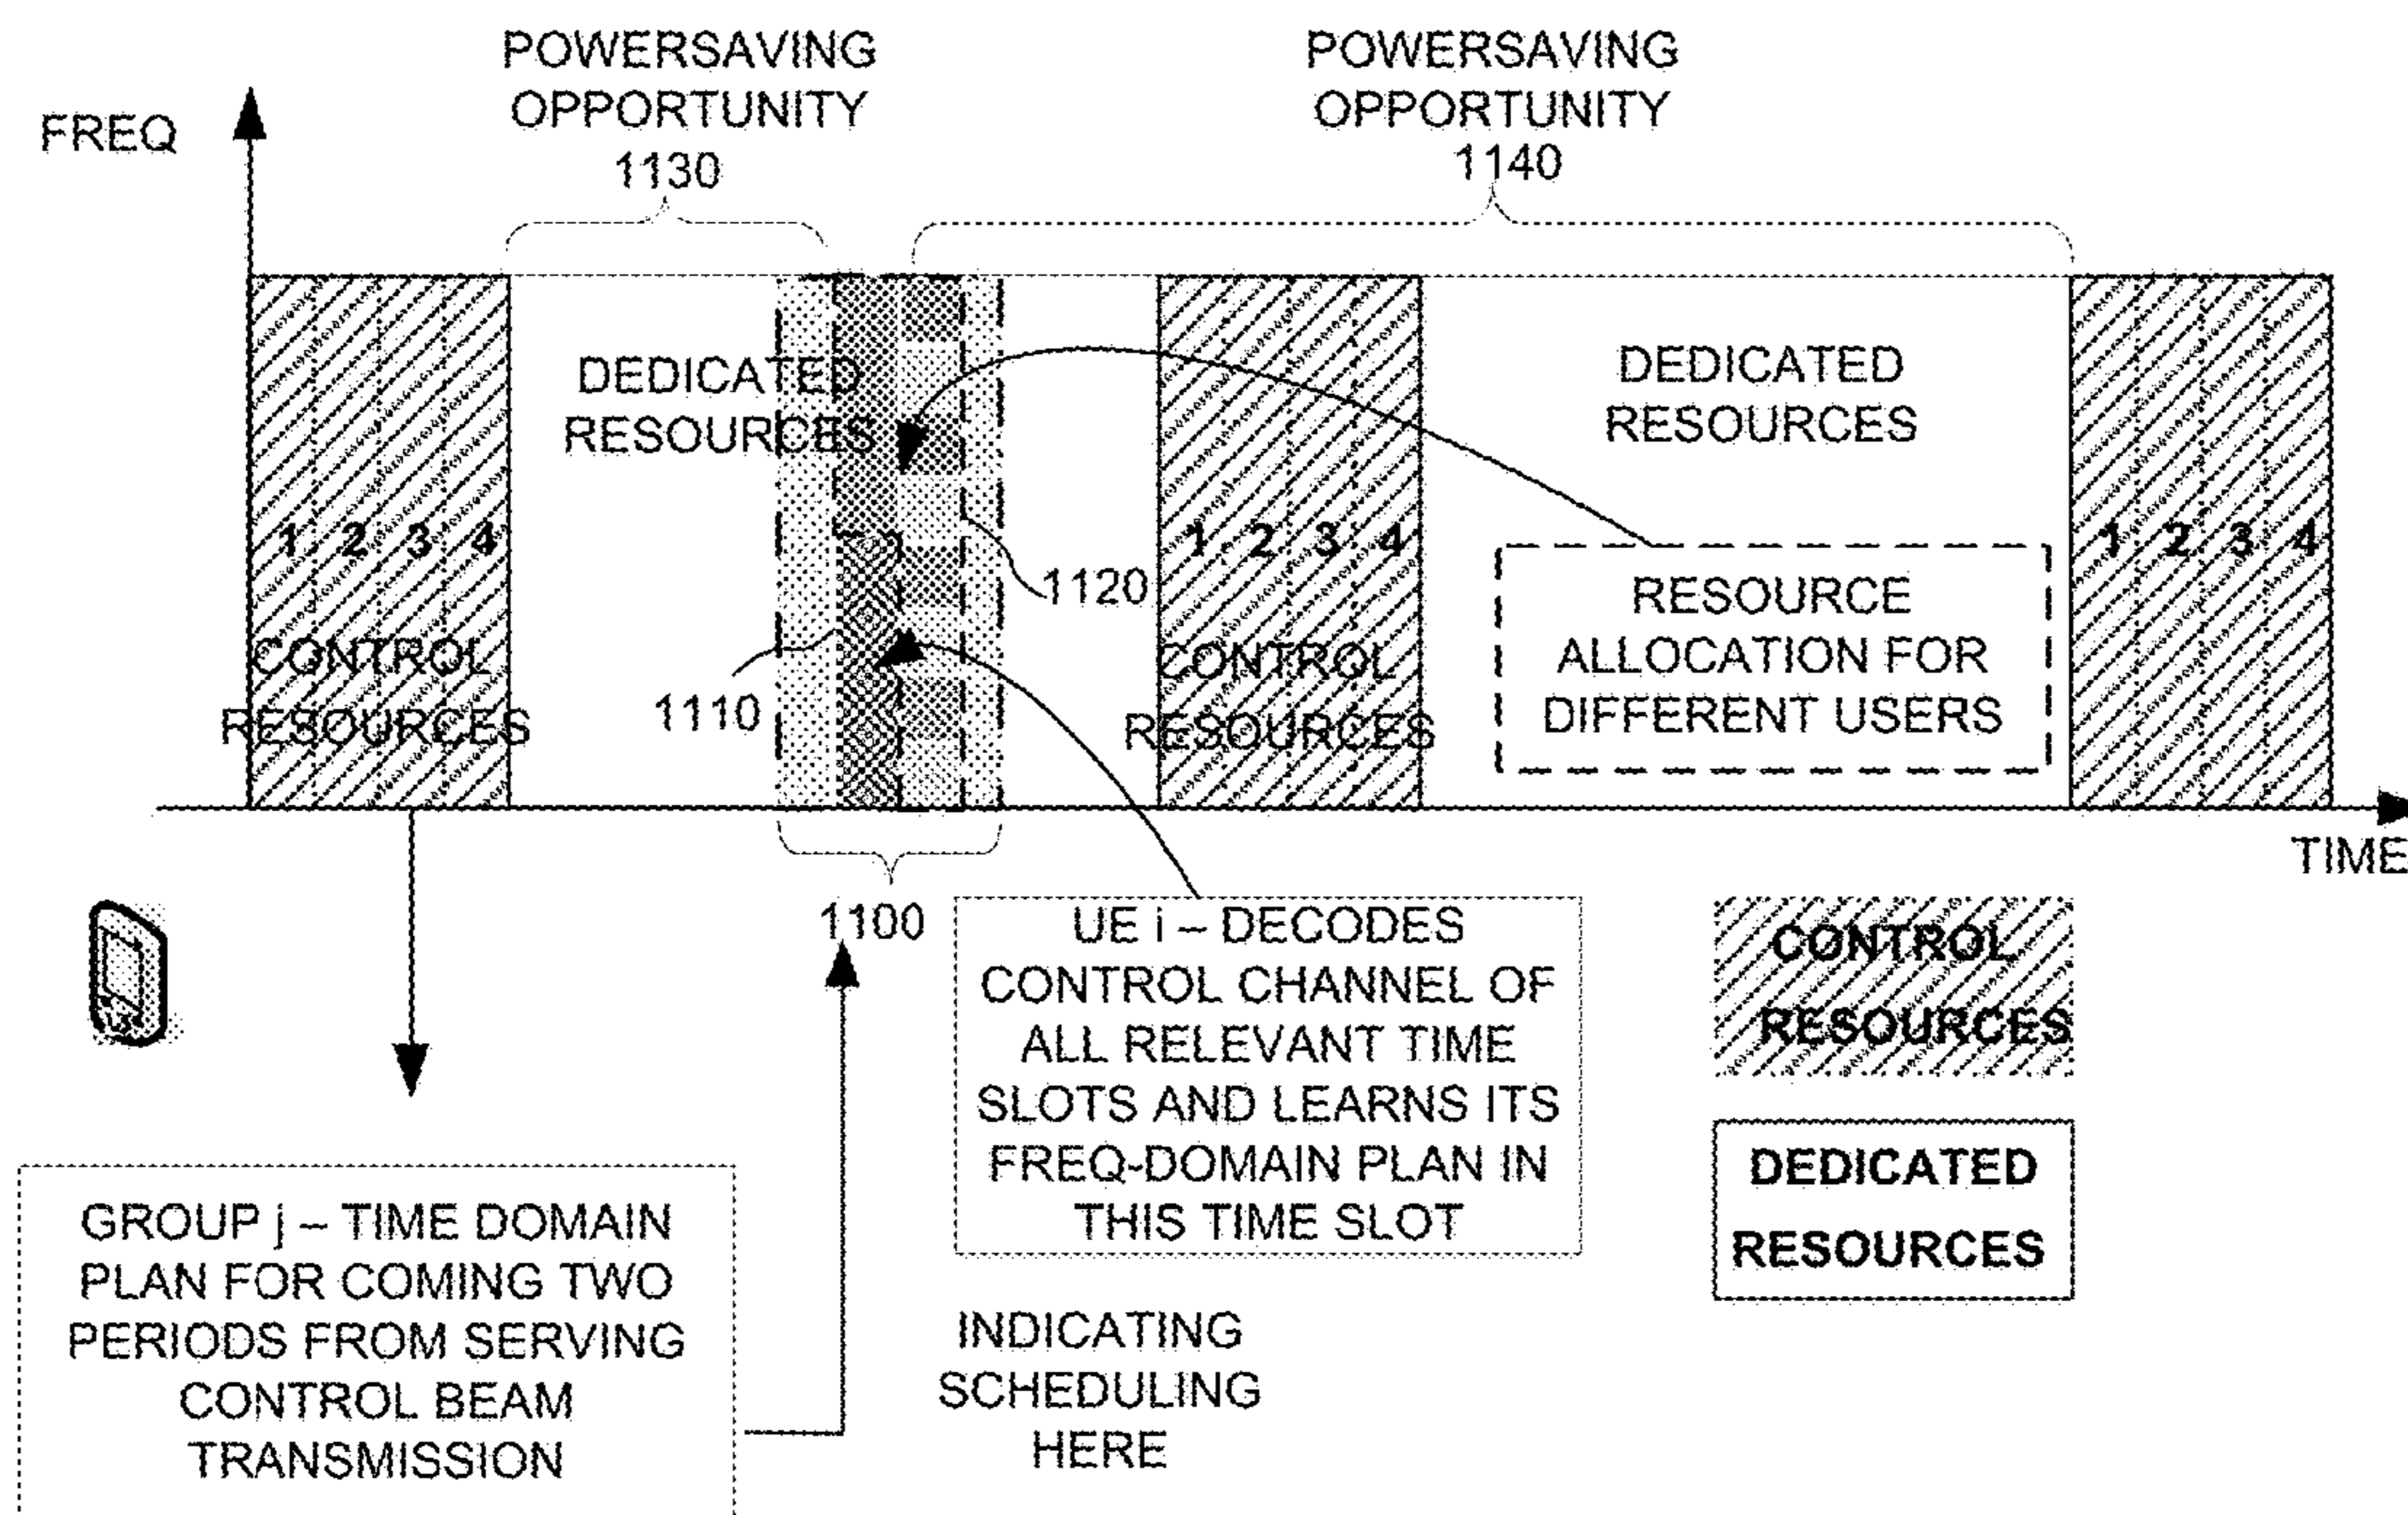 POWERSAVING
OPPORTUNITY
1130
POWERSAVING
OPPORTUNITY
1140
FREQ
DEDICATED
RESOURCES
DEDICATED
RESOURCES
1 2 3 4
1 2 3 4
1 2 3 4
1120
RESOURCE
ALLOCATION FOR
DIFFERENT USERS
CONTROL
RESOURCES
1110
CONTROL
RESOURCES
TIME
1100
UE i – DECODES
CONTROL CHANNEL OF
ALL RELEVANT TIME
SLOTS AND LEARNS ITS
FREQ-DOMAIN PLAN IN
THIS TIME SLOT
CONTROL
RESOURCES
DEDICATED
RESOURCES
GROUP j – TIME DOMAIN
PLAN FOR COMING TWO
PERIODS FROM SERVING
CONTROL BEAM
TRANSMISSION
INDICATING
SCHEDULING
HERE